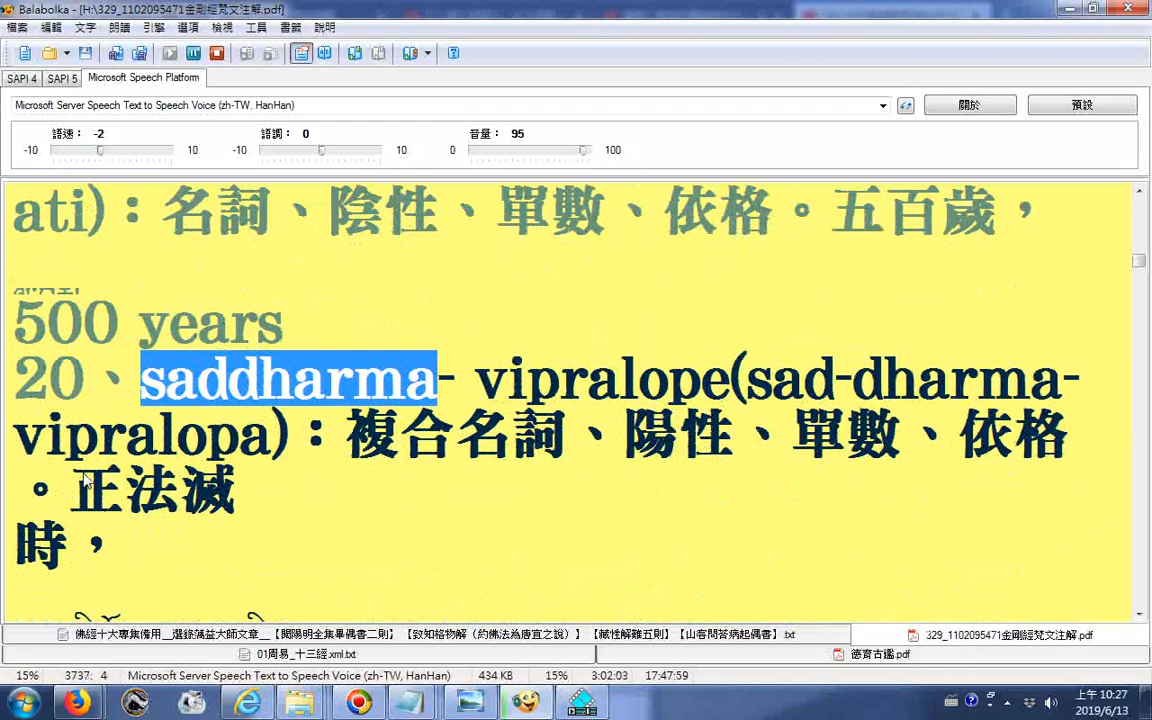 Balabolka - [H:\329_1102095471金剛經梵文注解.pdf]
檔案 編輯 文字 朗讀 引擎 選項 檢視 工具 書籤 說明
SAPI 4 SAPI 5 Microsoft Speech Platform
Microsoft Server Speech Text to Speech Voice (zh-TW, HanHan) 關於 預設
語速： -2 語調： 0 音量： 95
-10 10 -10 10 0 100
ati)：名詞、陰性、單數、依格。五百歲，
500 years
20、saddharma- vipralope(sad-dharma-
vipralopa)：複合名詞、陽性、單數、依格
。正法滅
時，
佛經十大專集備用__選錄蕅益大師文章__【閱陽明全集畢偶書二則】【致知格物解（約佛法為唐宜之說）】【藏性解難五則】【山客問答病起偶書】.txt 329_1102095471金剛經梵文注解.pdf
01周易_十三經.xml.txt 德育古鑑.pdf
15% 3737: 4 Microsoft Server Speech Text to Speech Voice (zh-TW, HanHan) 434 KB 15% 3:02:03 17:47:59
上午 10:27
2019/6/13